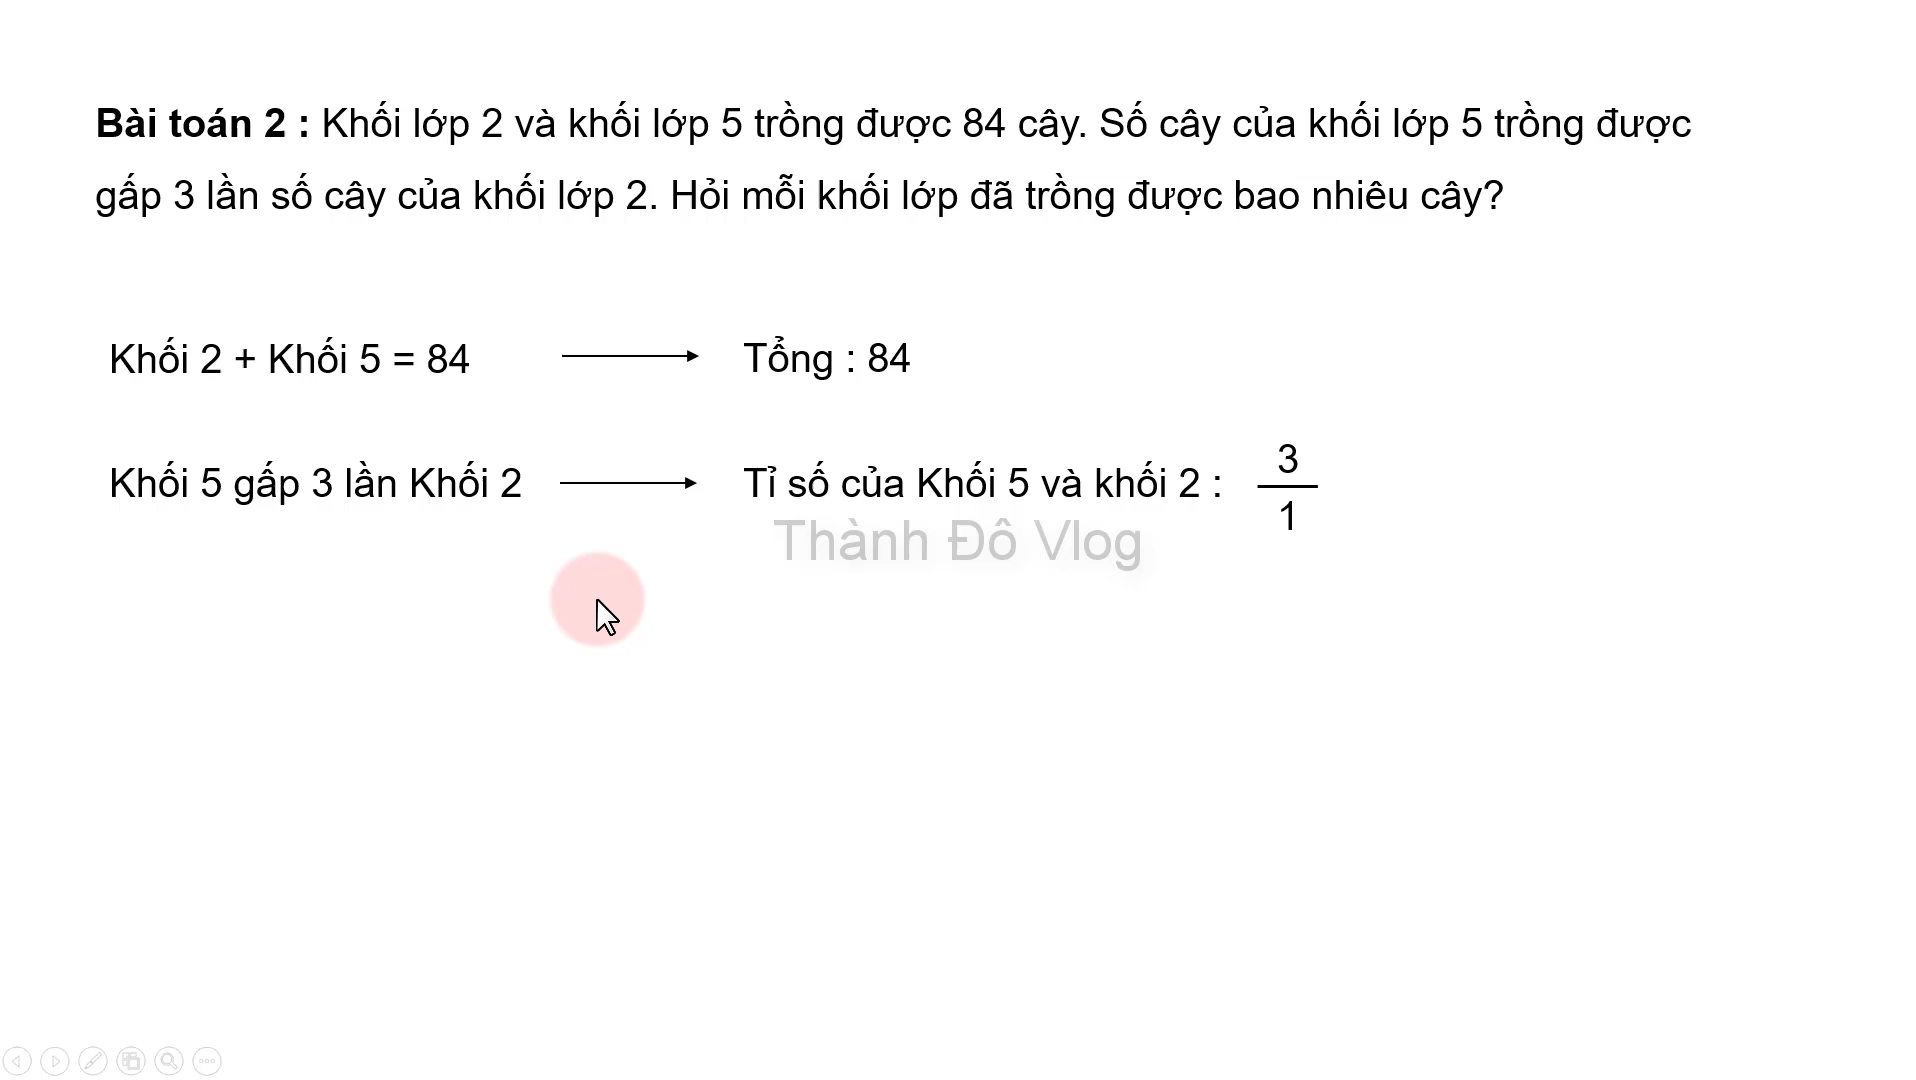 Bài toán 2 : Khối lớp 2 và khối lớp 5 trồng được 84 cây. Số cây của khối lớp 5 trồng được
gấp 3 lần số cây của khối lớp 2. Hỏi mỗi khối lớp đã trồng được bao nhiêu cây?
Khối 2 + Khối 5 = 84
Tổng : 84
Khối 5 gấp 3 lần Khối 2
Tỉ số của Khối 5 và khối 2 :
3
1
Thành Đô Vlog